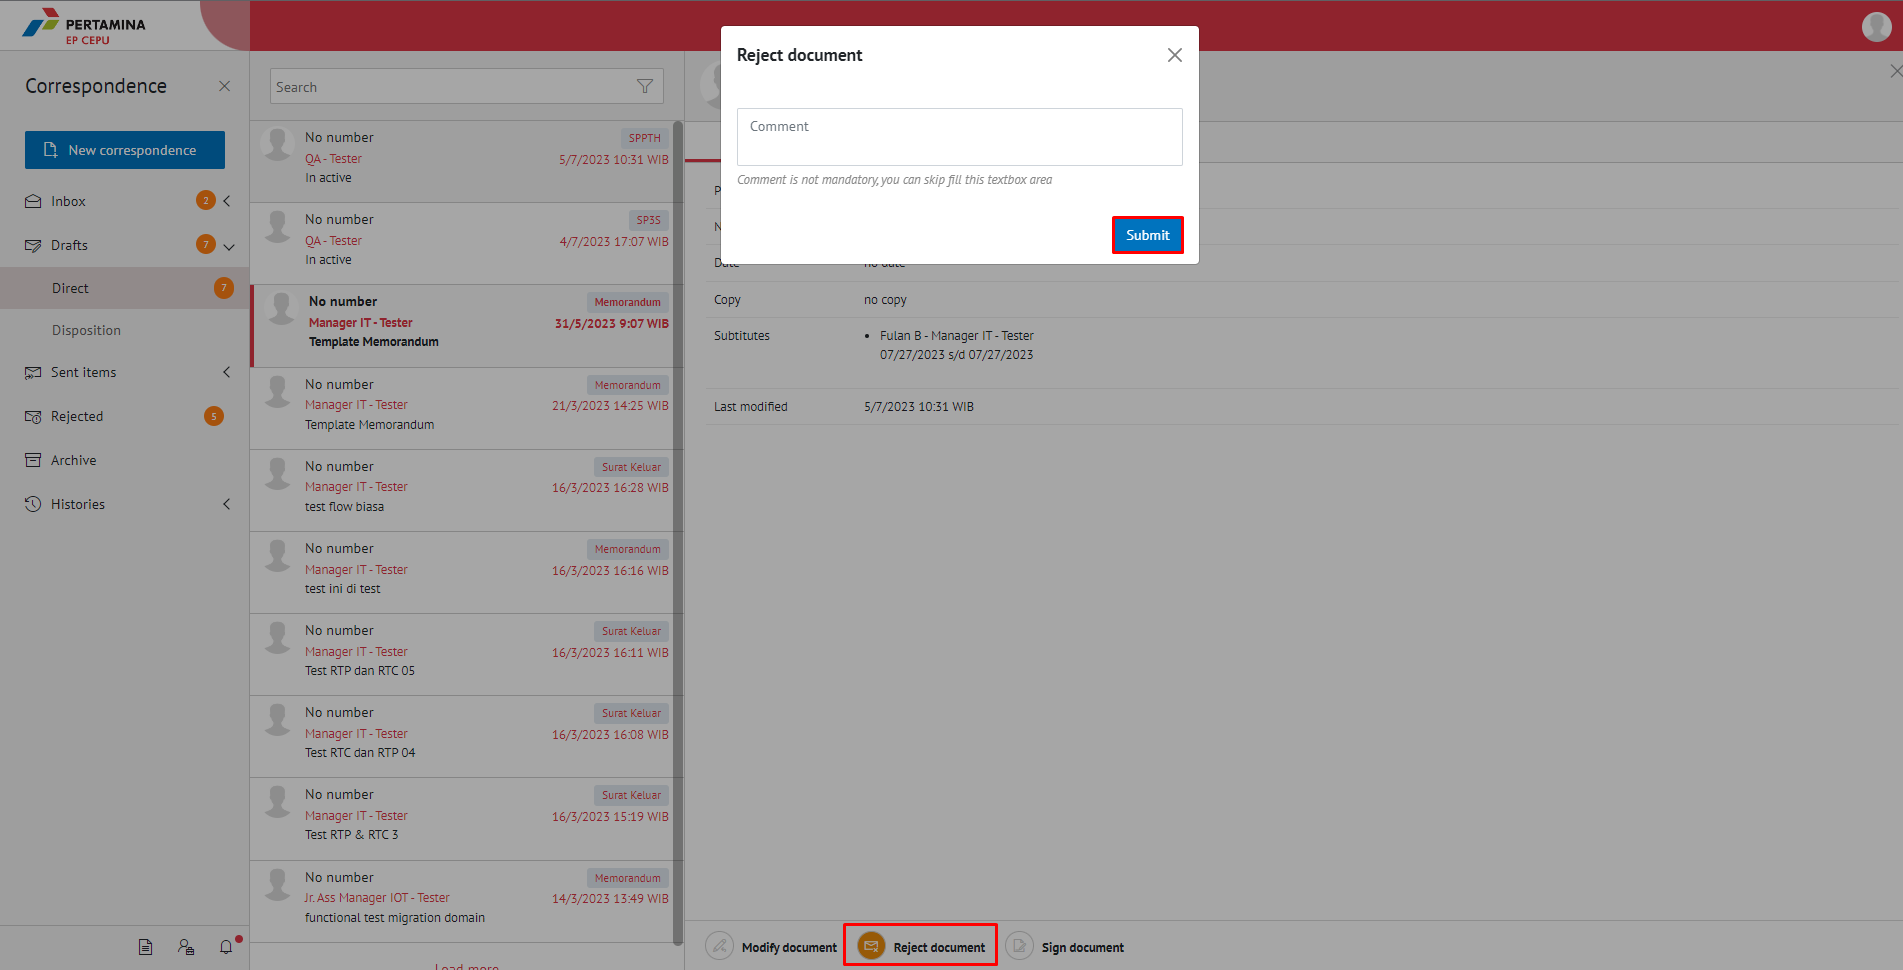 PERTAMINA
EP CEPU
Correspondence
New correspondence
Inbox 2
Drafts 7
Direct 7
Disposition
Sent items
Rejected 5
Archive
Histories
Search
No number SPPTH
QA - Tester 5/7/2023 10:31 WIB
In active
No number SP3S
QA - Tester 4/7/2023 17:07 WIB
In active
No number Memorandum
Manager IT - Tester 31/5/2023 9:07 WIB
Template Memorandum
No number Memorandum
Manager IT - Tester 21/3/2023 14:25 WIB
Template Memorandum
No number Surat Keluar
Manager IT - Tester 16/3/2023 16:28 WIB
test flow biasa
No number Memorandum
Manager IT - Tester 16/3/2023 16:16 WIB
test ini di test
No number Surat Keluar
Manager IT - Tester 16/3/2023 16:11 WIB
Test RTP dan RTC 05
No number Surat Keluar
Manager IT - Tester 16/3/2023 16:08 WIB
Test RTC dan RTP 04
No number Surat Keluar
Manager IT - Tester 16/3/2023 15:19 WIB
Test RTP & RTC 3
No number Memorandum
Jr. Ass Manager IOT - Tester 14/3/2023 13:49 WIB
functional test migration domain
Load more
Reject document
Comment
Comment is not mandatory, you can skip fill this textbox area
Submit
Date no date
Copy no copy
Subtitutes • Fulan B - Manager IT - Tester
07/27/2023 s/d 07/27/2023
Last modified 5/7/2023 10:31 WIB
Modify document Reject document Sign document